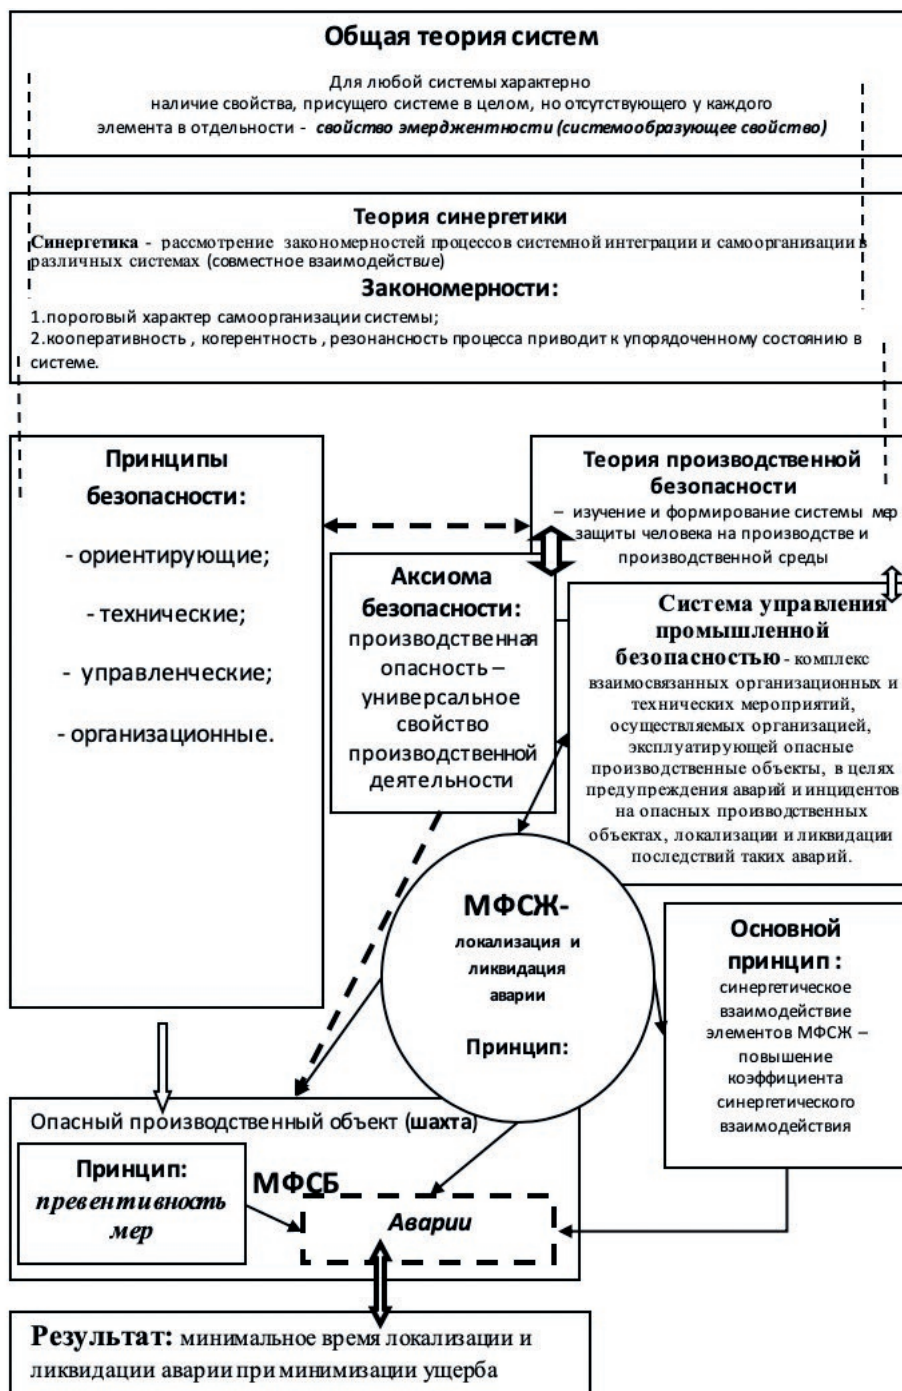 Общая теория систем
Для любой системы характерно
наличие свойства, присущего системе в целом, но отсутствующего у каждого
элемента в отдельности - свойство эмерджентности (системообразующее свойство)
Теория синергетики
Синергетика - рассмотрение закономерностей процессов системной интеграции и самоорганизации в
различных системах (совместное взаимодействие)
Закономерности:
1.пороговый характер самоорганизации системы;
2.кооперативность , когерентность , резонансность процесса приводит к упорядоченному состоянию в
системе.
Принципы
безопасности:
- ориентирующие;
- технические;
- управленческие;
- организационные.
Теория производственной
безопасности
– изучение и формирование системы мер
защиты человека на производстве и
производственной среды
Аксиома
безопасности:
производственная
опасность –
универсальное
свойство
производственной
деятельности
Система управления
промышленной
безопасностью - комплекс
взаимосвязанных организационных и
технических мероприятий,
осуществляемых организацией,
эксплуатирующей опасные
производственные объекты, в целях
предупреждения аварий и инцидентов
на опасных производственных
объектах, локализации и ликвидации
последствий таких аварий.
МФСЖ-
локализация и
ликвидация
аварии
Принцип:
Основной
принцип :
синергетическое
взаимодействие
элементов МФСЖ –
повышение
коэффициента
синергетического
взаимодействия
Опасный производственный объект (шахта)
Принцип:
превентивность
мер
МФСБ
Аварии
Результат: минимальное время локализации и
ликвидации аварии при минимизации ущерба